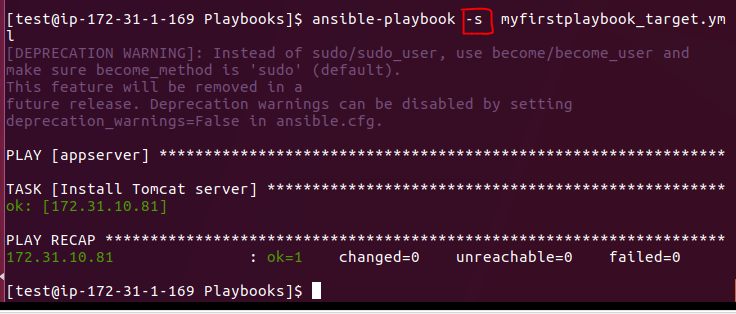 [test@ip-172-31-1-169 Playbooks]$ ansible-playbook -s  myfirstplaybook_target.ym
l
[DEPRECATION WARNING]: Instead of sudo/sudo_user, use become/become_user and
make sure become_method is 'sudo' (default).
This feature will be removed in a
future release. Deprecation warnings can be disabled by setting
deprecation_warnings=False in ansible.cfg.
PLAY [appserver] ***************************************************************
TASK [Install Tomcat server] ***************************************************
ok: [172.31.10.81]
PLAY RECAP *********************************************************************
172.31.10.81               : ok=1    changed=0    unreachable=0    failed=0
[test@ip-172-31-1-169 Playbooks]$